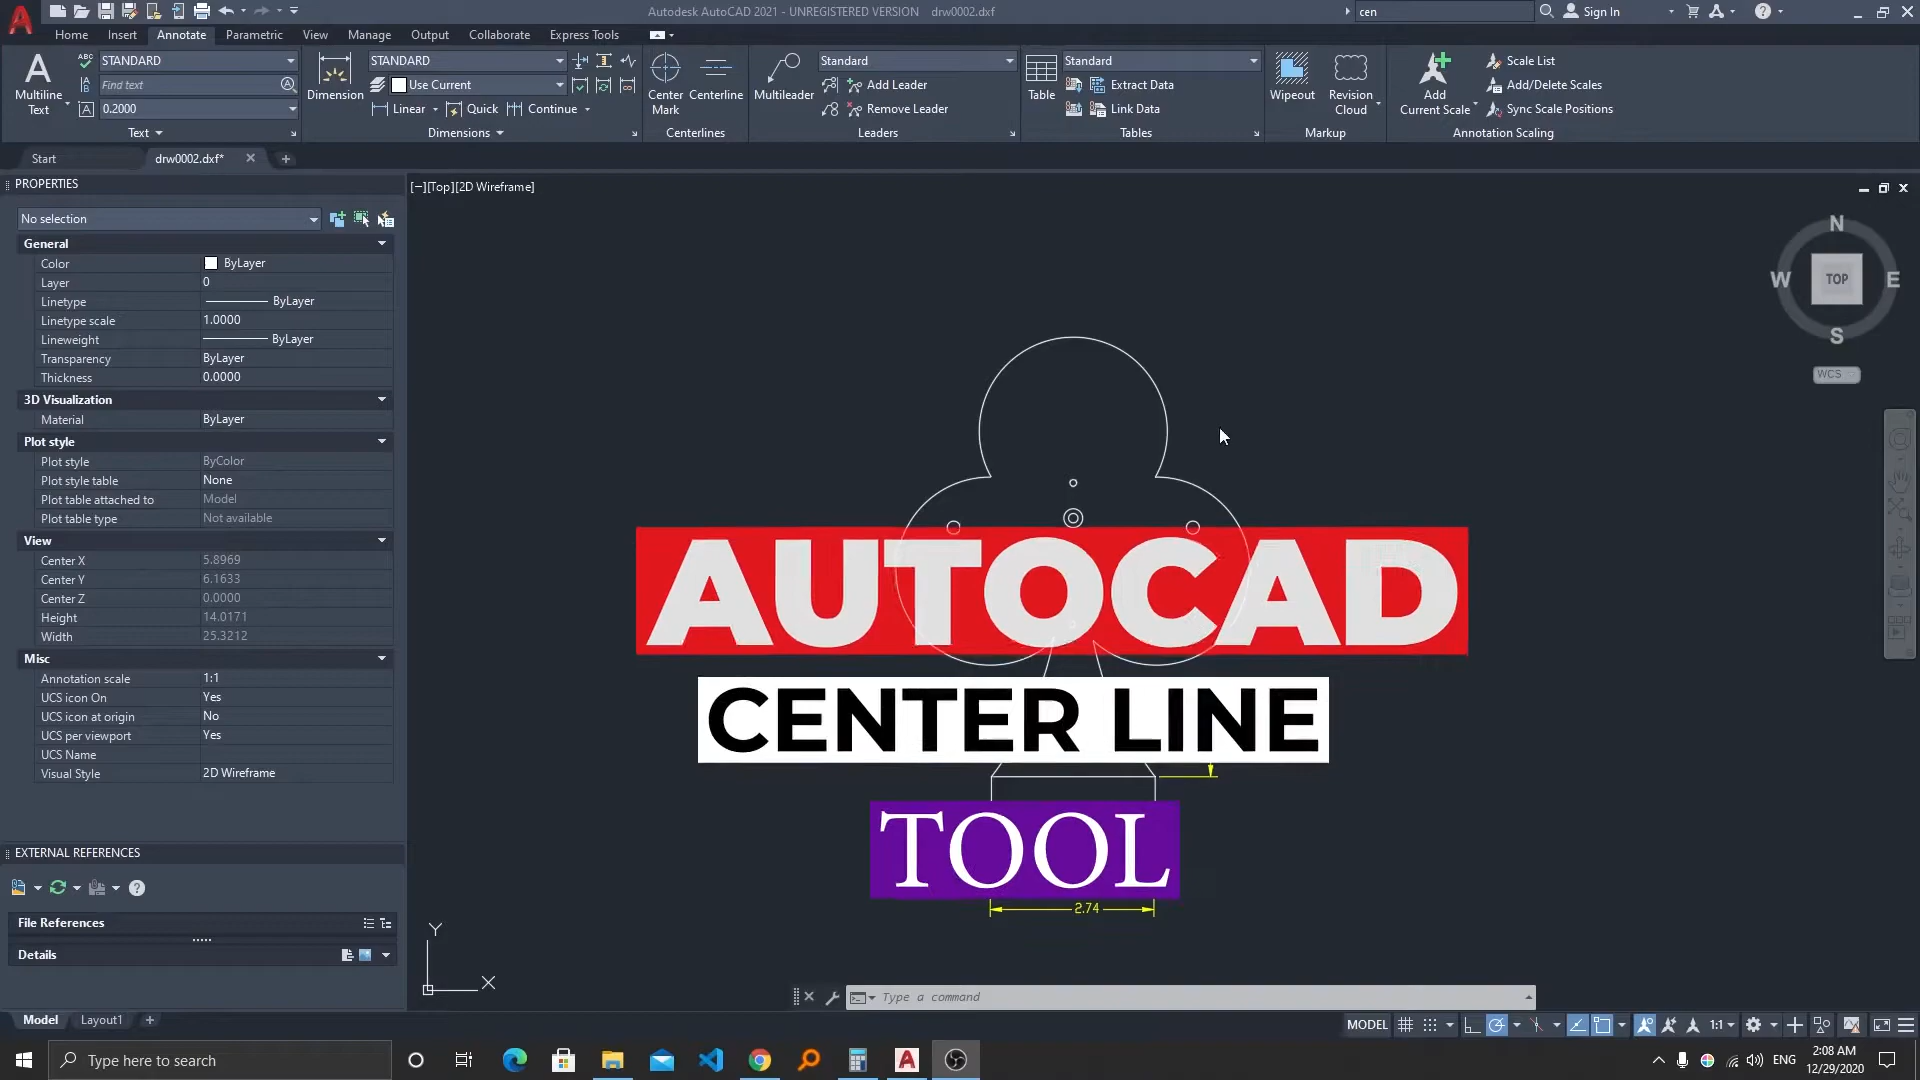 Autodesk AutoCAD 2021 - UNREGISTERED VERSION drw0002.dxf
cen
Sign In
Home Insert Annotate Parametric View Manage Output Collaborate Express Tools
Multiline Text
STANDARD
Find text
0.2000
Text
Dimension
STANDARD
Use Current
Linear Quick Continue
Dimensions
Center Mark
Centerline
Centerlines
Multileader
Standard
Add Leader
Remove Leader
Leaders
Table
Standard
Extract Data
Link Data
Tables
Wipeout
Revision Cloud
Markup
Add Current Scale
Scale List
Add/Delete Scales
Sync Scale Positions
Annotation Scaling
Start drw0002.dxf*
PROPERTIES
[−][Top][2D Wireframe]
No selection
General
Color ByLayer
Layer 0
Linetype ByLayer
Linetype scale 1.0000
Lineweight ByLayer
Transparency ByLayer
Thickness 0.0000
3D Visualization
Material ByLayer
Plot style
Plot style ByColor
Plot style table None
Plot table attached to Model
Plot table type Not available
View
Center X 5.8969
Center Y 6.1633
Center Z 0.0000
Height 14.0171
Width 25.3212
Misc
Annotation scale 1:1
UCS icon On Yes
UCS icon at origin No
UCS per viewport Yes
UCS Name
Visual Style 2D Wireframe
EXTERNAL REFERENCES
File References
Details
N
W TOP E
S
WCS
AUTOCAD
CENTER LINE
TOOL
2.74
Y
X
Type a command
Model Layout1
MODEL
1:1
Type here to search
ENG
2:08 AM
12/29/2020